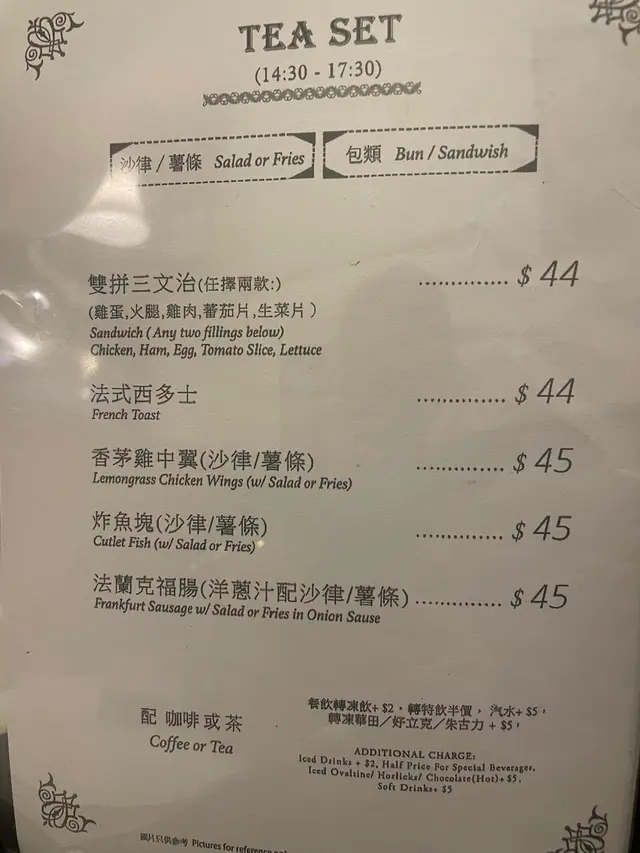 TEA SET
(14:30 - 17:30)
沙律 / 薯條 Salad or Fries
包類 Bun / Sandwish
雙拼三文治(任擇兩款:) .............. $ 44
(雞蛋,火腿,雞肉,蕃茄片,生菜片 )
Sandwich (Any two fillings below)
Chicken, Ham, Egg, Tomato Slice, Lettuce
法式西多士 .............. $ 44
French Toast
香茅雞中翼(沙律/薯條) .............. $ 45
Lemongrass Chicken Wings (w/ Salad or Fries)
炸魚塊(沙律/薯條) .............. $ 45
Cutlet Fish (w/ Salad or Fries)
法蘭克福腸(洋蔥汁配沙律/薯條) .............. $ 45
Frankfurt Sausage w/ Salad or Fries in Onion Sause
配 咖啡或茶
Coffee or Tea
餐飲轉凍飲+ $2，轉特飲半價， 汽水+ $5，
轉凍華田／好立克／朱古力 + $5，
ADDITIONAL CHARGE:
Iced Drinks + $2, Half Price For Special Beverages,
Iced Ovaltine/ Horlicks/ Chocolate(Hot)+ $5,
Soft Drinks+ $5
圖片只供參考 Pictures for reference